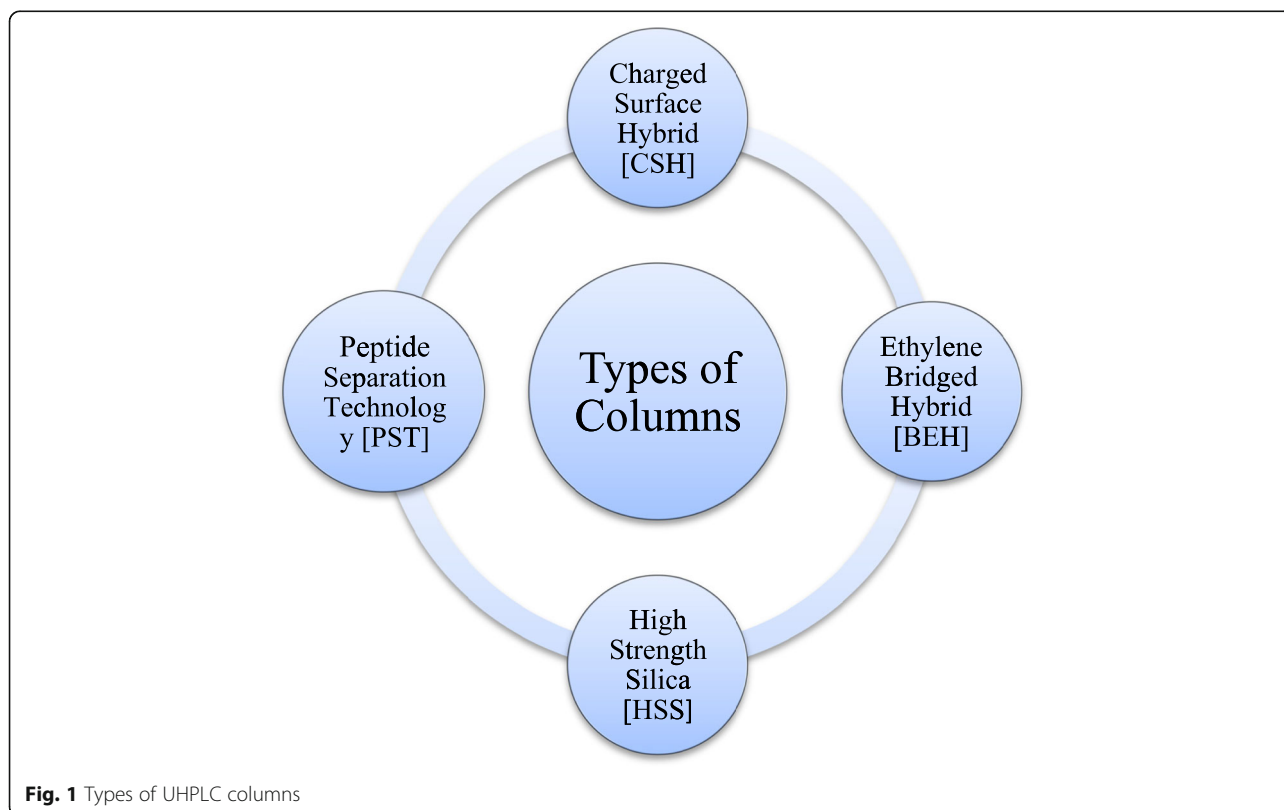 Charged
Surface
Hybrid
[CSH]
Peptide
Separation
Technolog
y [PST]
Types of
Columns
Ethylene
Bridged
Hybrid
[BEH]
High
Strength
Silica
[HSS]
Fig. 1 Types of UHPLC columns